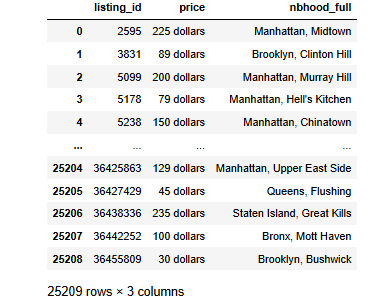 listing_id price nbhood_full
0 2595 225 dollars Manhattan, Midtown
1 3831 89 dollars Brooklyn, Clinton Hill
2 5099 200 dollars Manhattan, Murray Hill
3 5178 79 dollars Manhattan, Hell's Kitchen
4 5238 150 dollars Manhattan, Chinatown
... ... ... ...
25204 36425863 129 dollars Manhattan, Upper East Side
25205 36427429 45 dollars Queens, Flushing
25206 36438336 235 dollars Staten Island, Great Kills
25207 36442252 100 dollars Bronx, Mott Haven
25208 36455809 30 dollars Brooklyn, Bushwick
25209 rows × 3 columns